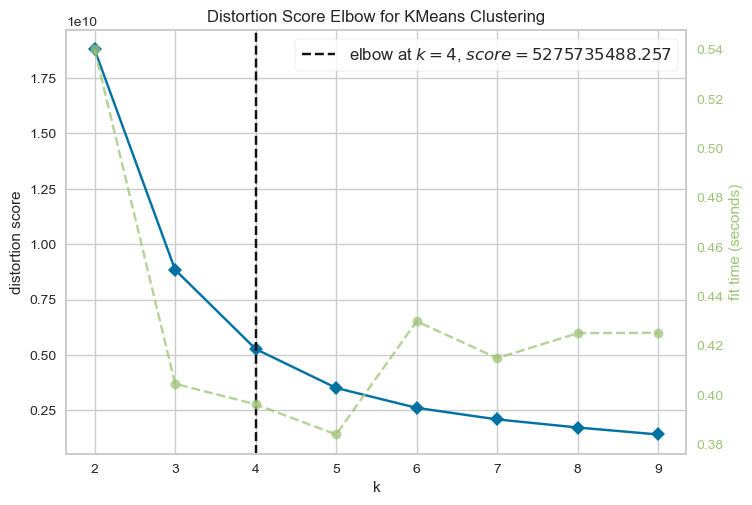 Distortion Score Elbow for KMeans Clustering
1e10
elbow at k = 4, score = 5275735488.257
1.75
1.50
1.25
1.00
0.75
0.50
0.25
distortion score
0.54
0.52
0.50
0.48
0.46
0.44
0.42
0.40
0.38
fit time (seconds)
2 3 4 5 6 7 8 9
k